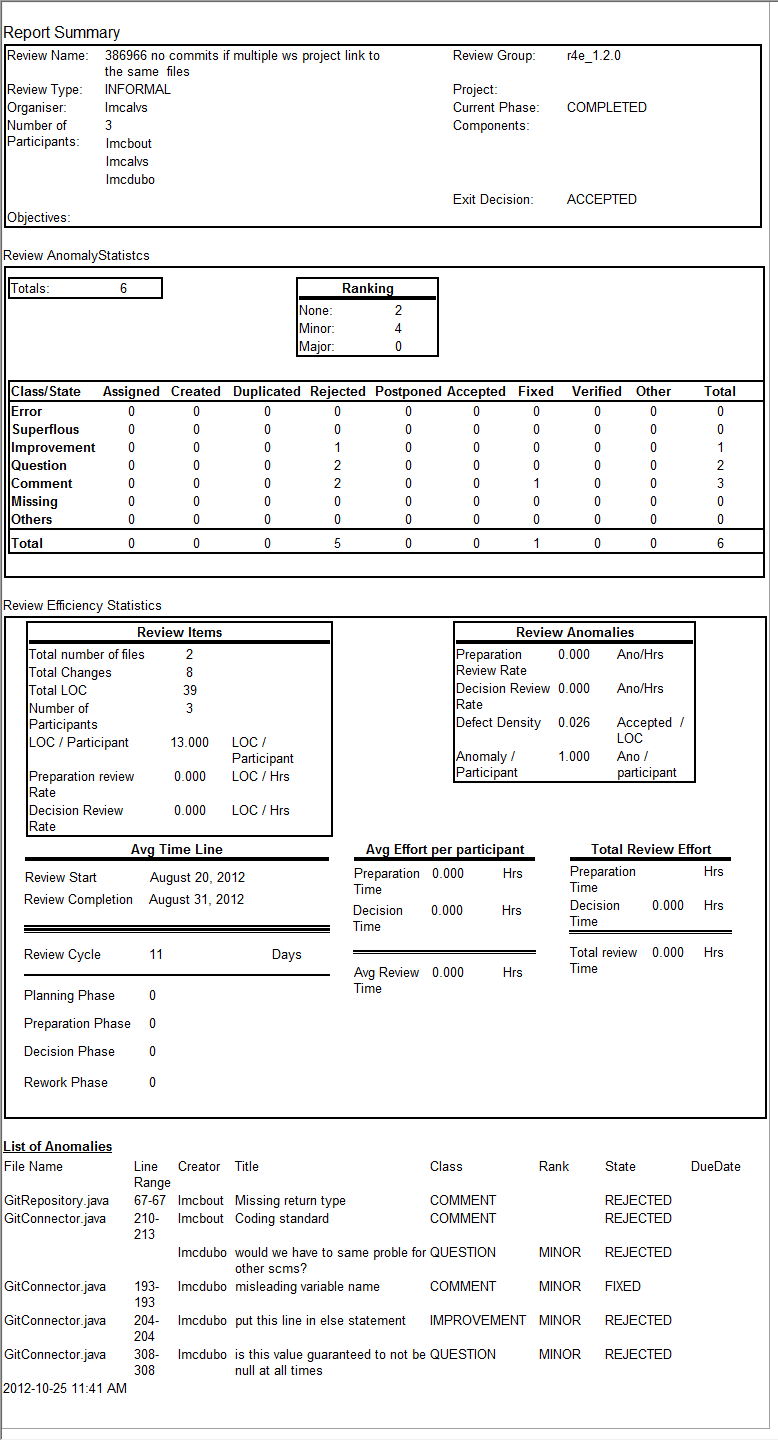 Report Summary
Review Name: 386966 no commits if multiple ws project link to the same files Review Group: r4e_1.2.0
Review Type: INFORMAL Project:
Organiser: lmcalvs Current Phase: COMPLETED
Number of Participants: 3 Components:
lmcbout
lmcalvs
lmcdubo
Exit Decision: ACCEPTED
Objectives:
Review AnomalyStatistcs
Totals: 6
Ranking
None: 2
Minor: 4
Major: 0
Class/State Assigned Created Duplicated Rejected Postponed Accepted Fixed Verified Other Total
Error 0 0 0 0 0 0 0 0 0 0
Superflous 0 0 0 0 0 0 0 0 0 0
Improvement 0 0 0 1 0 0 0 0 0 1
Question 0 0 0 2 0 0 0 0 0 2
Comment 0 0 0 2 0 0 1 0 0 3
Missing 0 0 0 0 0 0 0 0 0 0
Others 0 0 0 0 0 0 0 0 0 0
Total 0 0 0 5 0 0 1 0 0 6
Review Efficiency Statistics
Review Items
Total number of files 2
Total Changes 8
Total LOC 39
Number of Participants 3
LOC / Participant 13.000 LOC / Participant
Preparation review Rate 0.000 LOC / Hrs
Decision Review Rate 0.000 LOC / Hrs
Review Anomalies
Preparation Review Rate 0.000 Ano/Hrs
Decision Review Rate 0.000 Ano/Hrs
Defect Density 0.026 Accepted / LOC
Anomaly / Participant 1.000 Ano / participant
Avg Time Line
Review Start August 20, 2012
Review Completion August 31, 2012
Review Cycle 11 Days
Planning Phase 0
Preparation Phase 0
Decision Phase 0
Rework Phase 0
Avg Effort per participant
Preparation Time 0.000 Hrs
Decision Time 0.000 Hrs
Avg Review Time 0.000 Hrs
Total Review Effort
Preparation Time Hrs
Decision Time 0.000 Hrs
Total review Time 0.000 Hrs
List of Anomalies
File Name Line Range Creator Title Class Rank State DueDate
GitRepository.java 67-67 lmcbout Missing return type COMMENT REJECTED
GitConnector.java 210-213 lmcbout Coding standard COMMENT REJECTED
lmcdubo would we have to same proble for other scms? QUESTION MINOR REJECTED
GitConnector.java 193-193 lmcdubo misleading variable name COMMENT MINOR FIXED
GitConnector.java 204-204 lmcdubo put this line in else statement IMPROVEMENT MINOR REJECTED
GitConnector.java 308-308 lmcdubo is this value guaranteed to not be null at all times QUESTION MINOR REJECTED
2012-10-25 11:41 AM